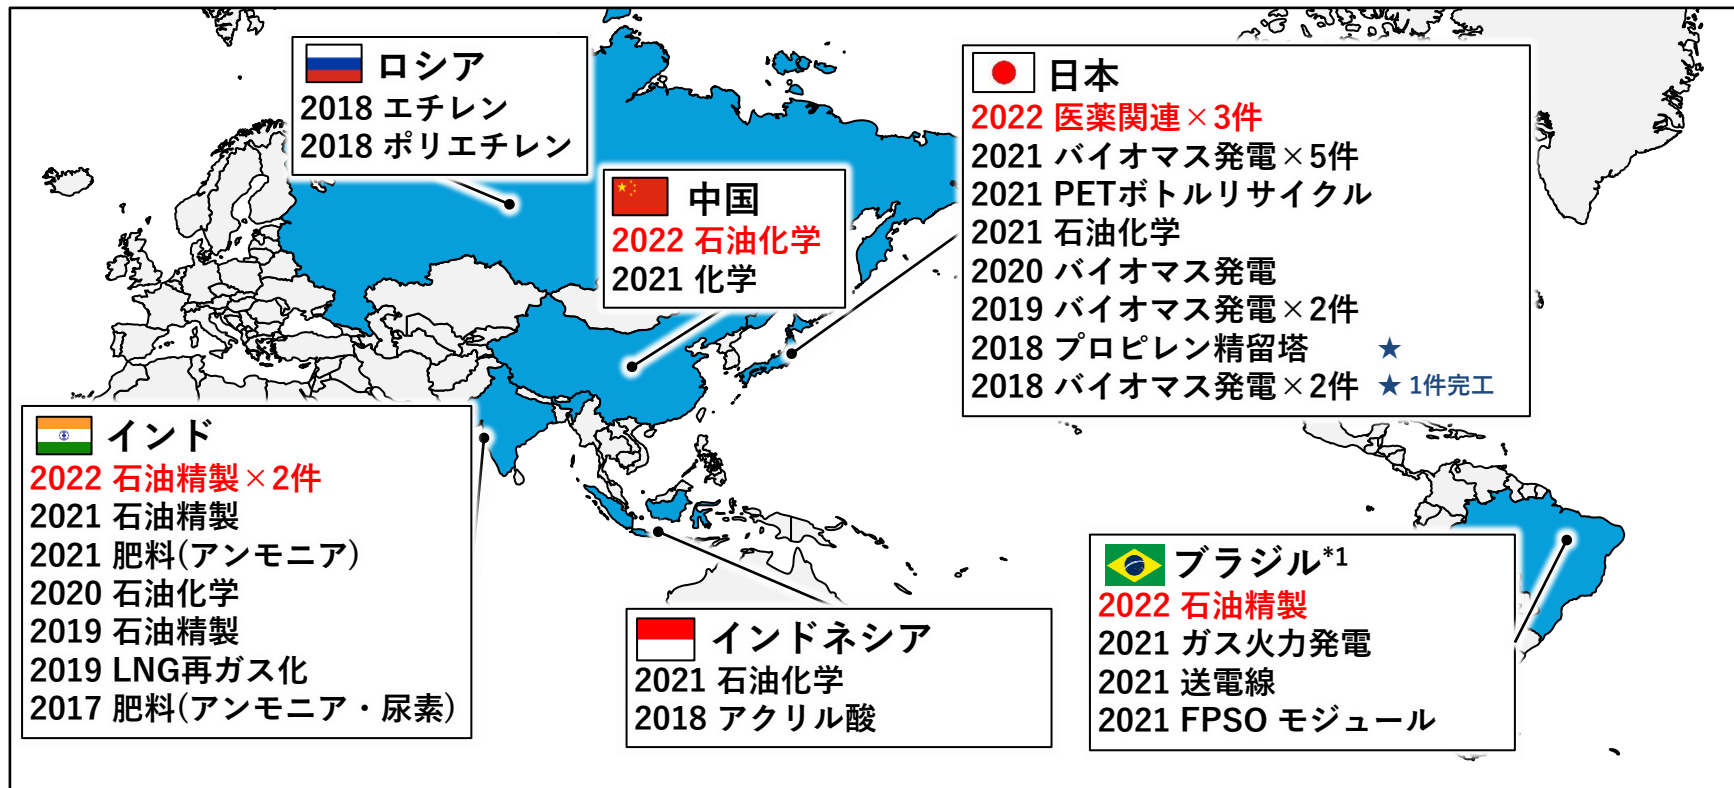 ロシア
2018 エチレン
2018 ポリエチレン
中国
2022 石油化学
2021 化学
日本
2022 医薬関連×3件
2021 バイオマス発電×5件
2021 PETボトルリサイクル
2021 石油化学
2020 バイオマス発電
2019 バイオマス発電×2件
2018 プロピレン精留塔 ★
2018 バイオマス発電×2件 ★ 1件完工
インド
2022 石油精製×2件
2021 石油精製
2021 肥料(アンモニア)
2020 石油化学
2019 石油精製
2019 LNG再ガス化
2017 肥料(アンモニア・尿素)
インドネシア
2021 石油化学
2018 アクリル酸
ブラジル*1
2022 石油精製
2021 ガス火力発電
2021 送電線
2021 FPSO モジュール